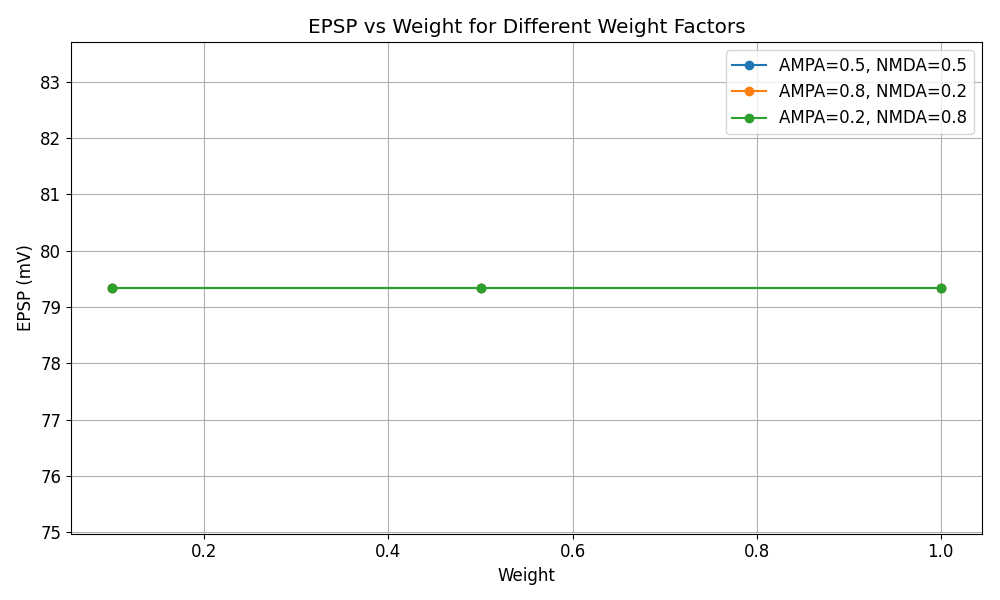 EPSP vs Weight for Different Weight Factors
AMPA=0.5, NMDA=0.5
AMPA=0.8, NMDA=0.2
AMPA=0.2, NMDA=0.8
83
82
81
80
79
78
77
76
75
EPSP (mV)
0.2 0.4 0.6 0.8 1.0
Weight